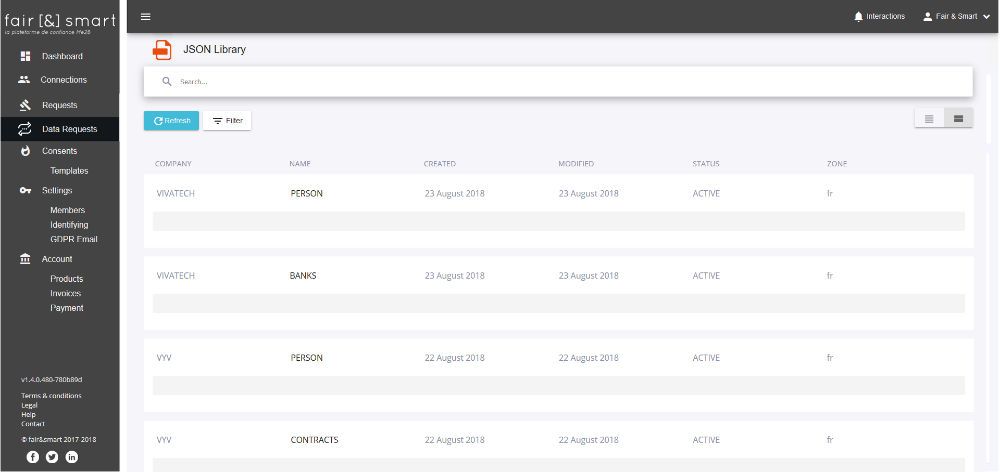 fair [&] smart
la plateforme de confiance Me2B
Dashboard
Connections
Requests
Data Requests
Consents
Templates
Settings
Members
Identifying
GDPR Email
Account
Products
Invoices
Payment
v1.4.0.480-780b89d
Terms & conditions
Legal
Help
Contact
© fair&smart 2017-2018
Interactions
Fair & Smart
JSON Library
Search...
Refresh
Filter
COMPANY NAME CREATED MODIFIED STATUS ZONE
VIVATECH PERSON 23 August 2018 23 August 2018 ACTIVE fr
VIVATECH BANKS 23 August 2018 23 August 2018 ACTIVE fr
VYV PERSON 22 August 2018 22 August 2018 ACTIVE fr
VYV CONTRACTS 22 August 2018 22 August 2018 ACTIVE fr